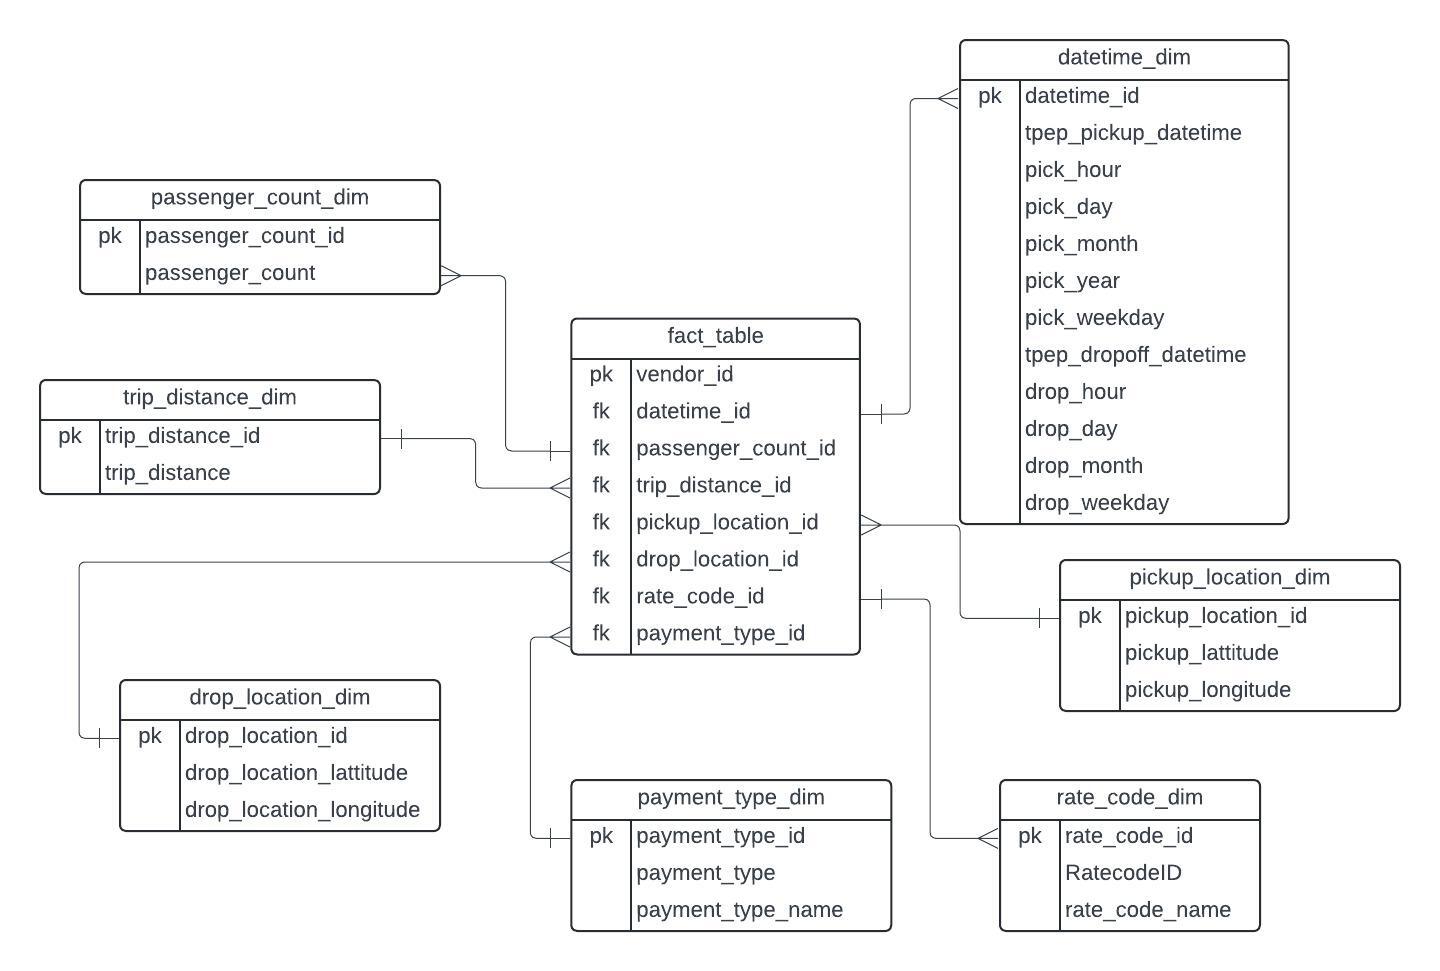 datetime_dim
pk datetime_id
tpep_pickup_datetime
pick_hour
pick_day
pick_month
pick_year
pick_weekday
tpep_dropoff_datetime
drop_hour
drop_day
drop_month
drop_weekday
passenger_count_dim
pk passenger_count_id
passenger_count
fact_table
pk vendor_id
fk datetime_id
fk passenger_count_id
fk trip_distance_id
fk pickup_location_id
fk drop_location_id
fk rate_code_id
fk payment_type_id
trip_distance_dim
pk trip_distance_id
trip_distance
pickup_location_dim
pk pickup_location_id
pickup_lattitude
pickup_longitude
drop_location_dim
pk drop_location_id
drop_location_lattitude
drop_location_longitude
payment_type_dim
pk payment_type_id
payment_type
payment_type_name
rate_code_dim
pk rate_code_id
RatecodeID
rate_code_name